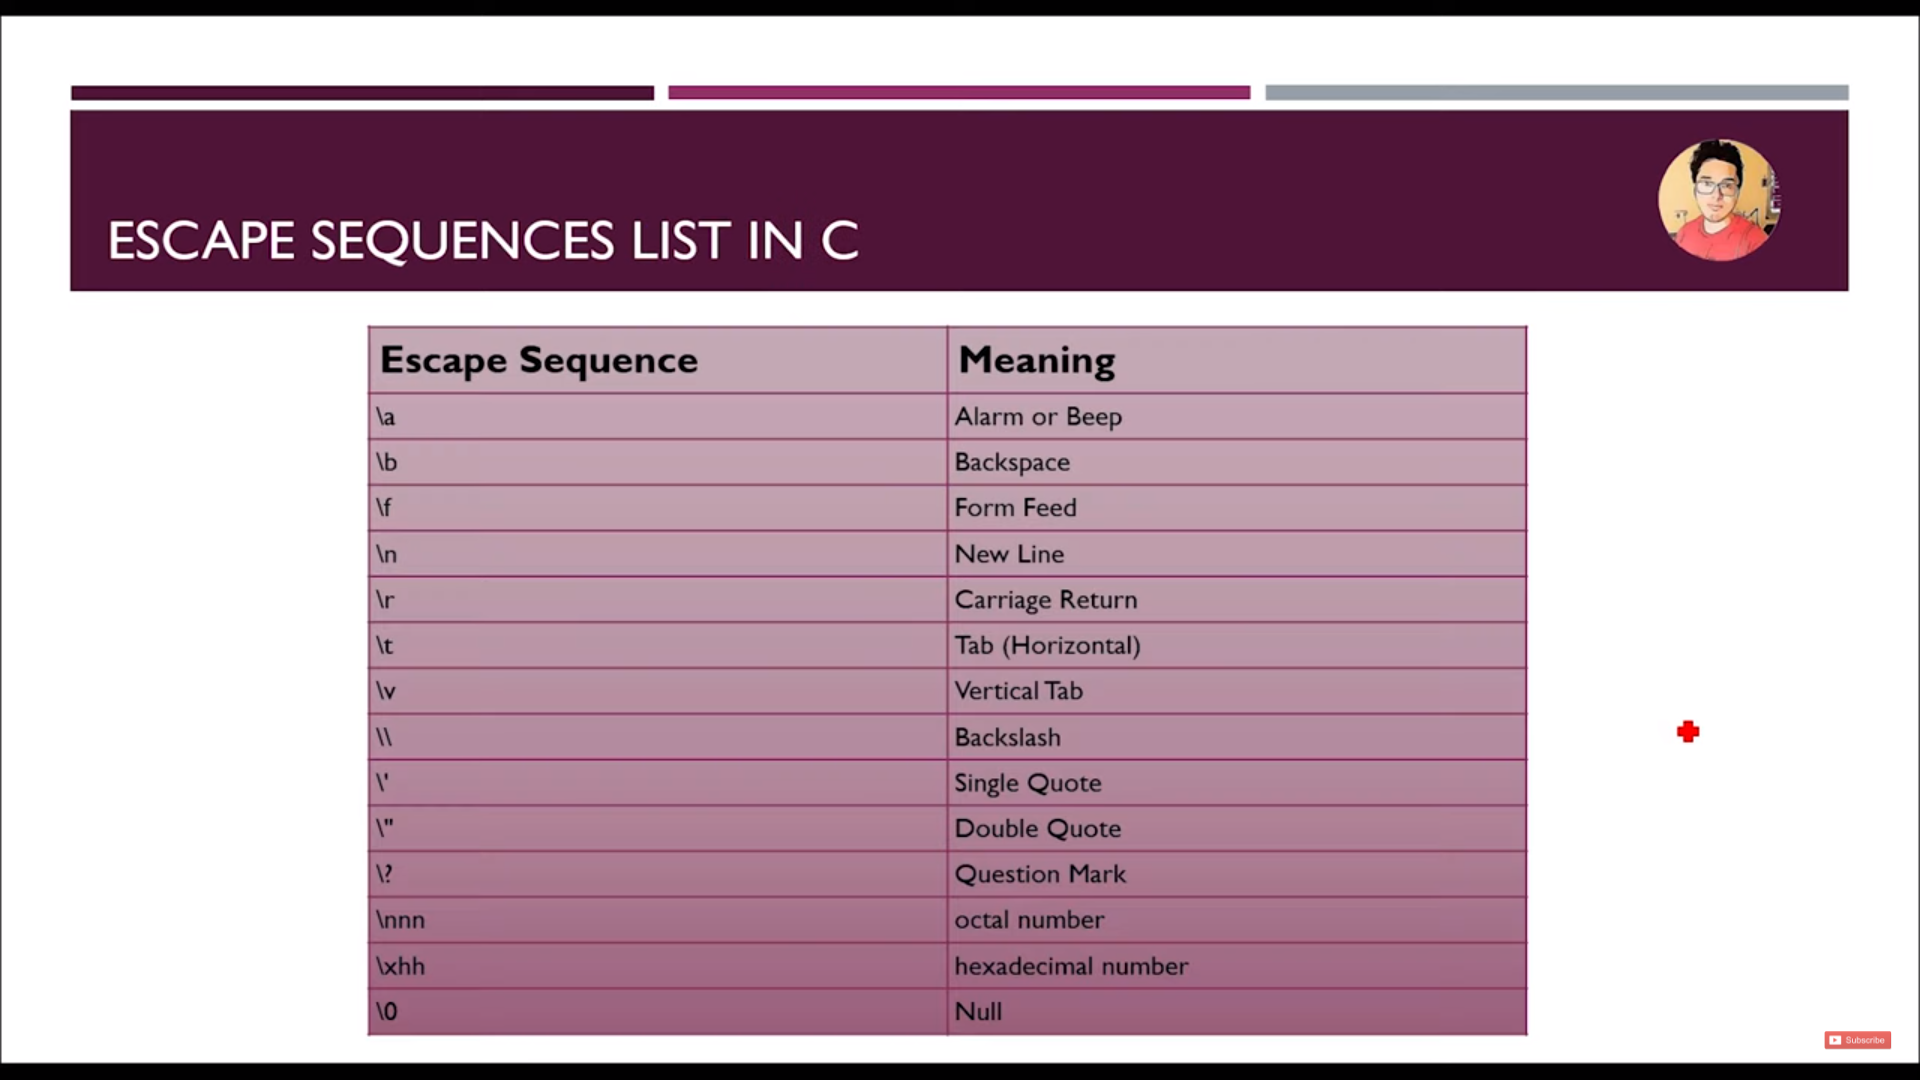 ESCAPE SEQUENCES LIST IN C
Escape Sequence Meaning
\a Alarm or Beep
\b Backspace
\f Form Feed
\n New Line
\r Carriage Return
\t Tab (Horizontal)
\v Vertical Tab
\\ Backslash
\' Single Quote
\" Double Quote
\? Question Mark
\nnn octal number
\xhh hexadecimal number
\0 Null
Subscribe